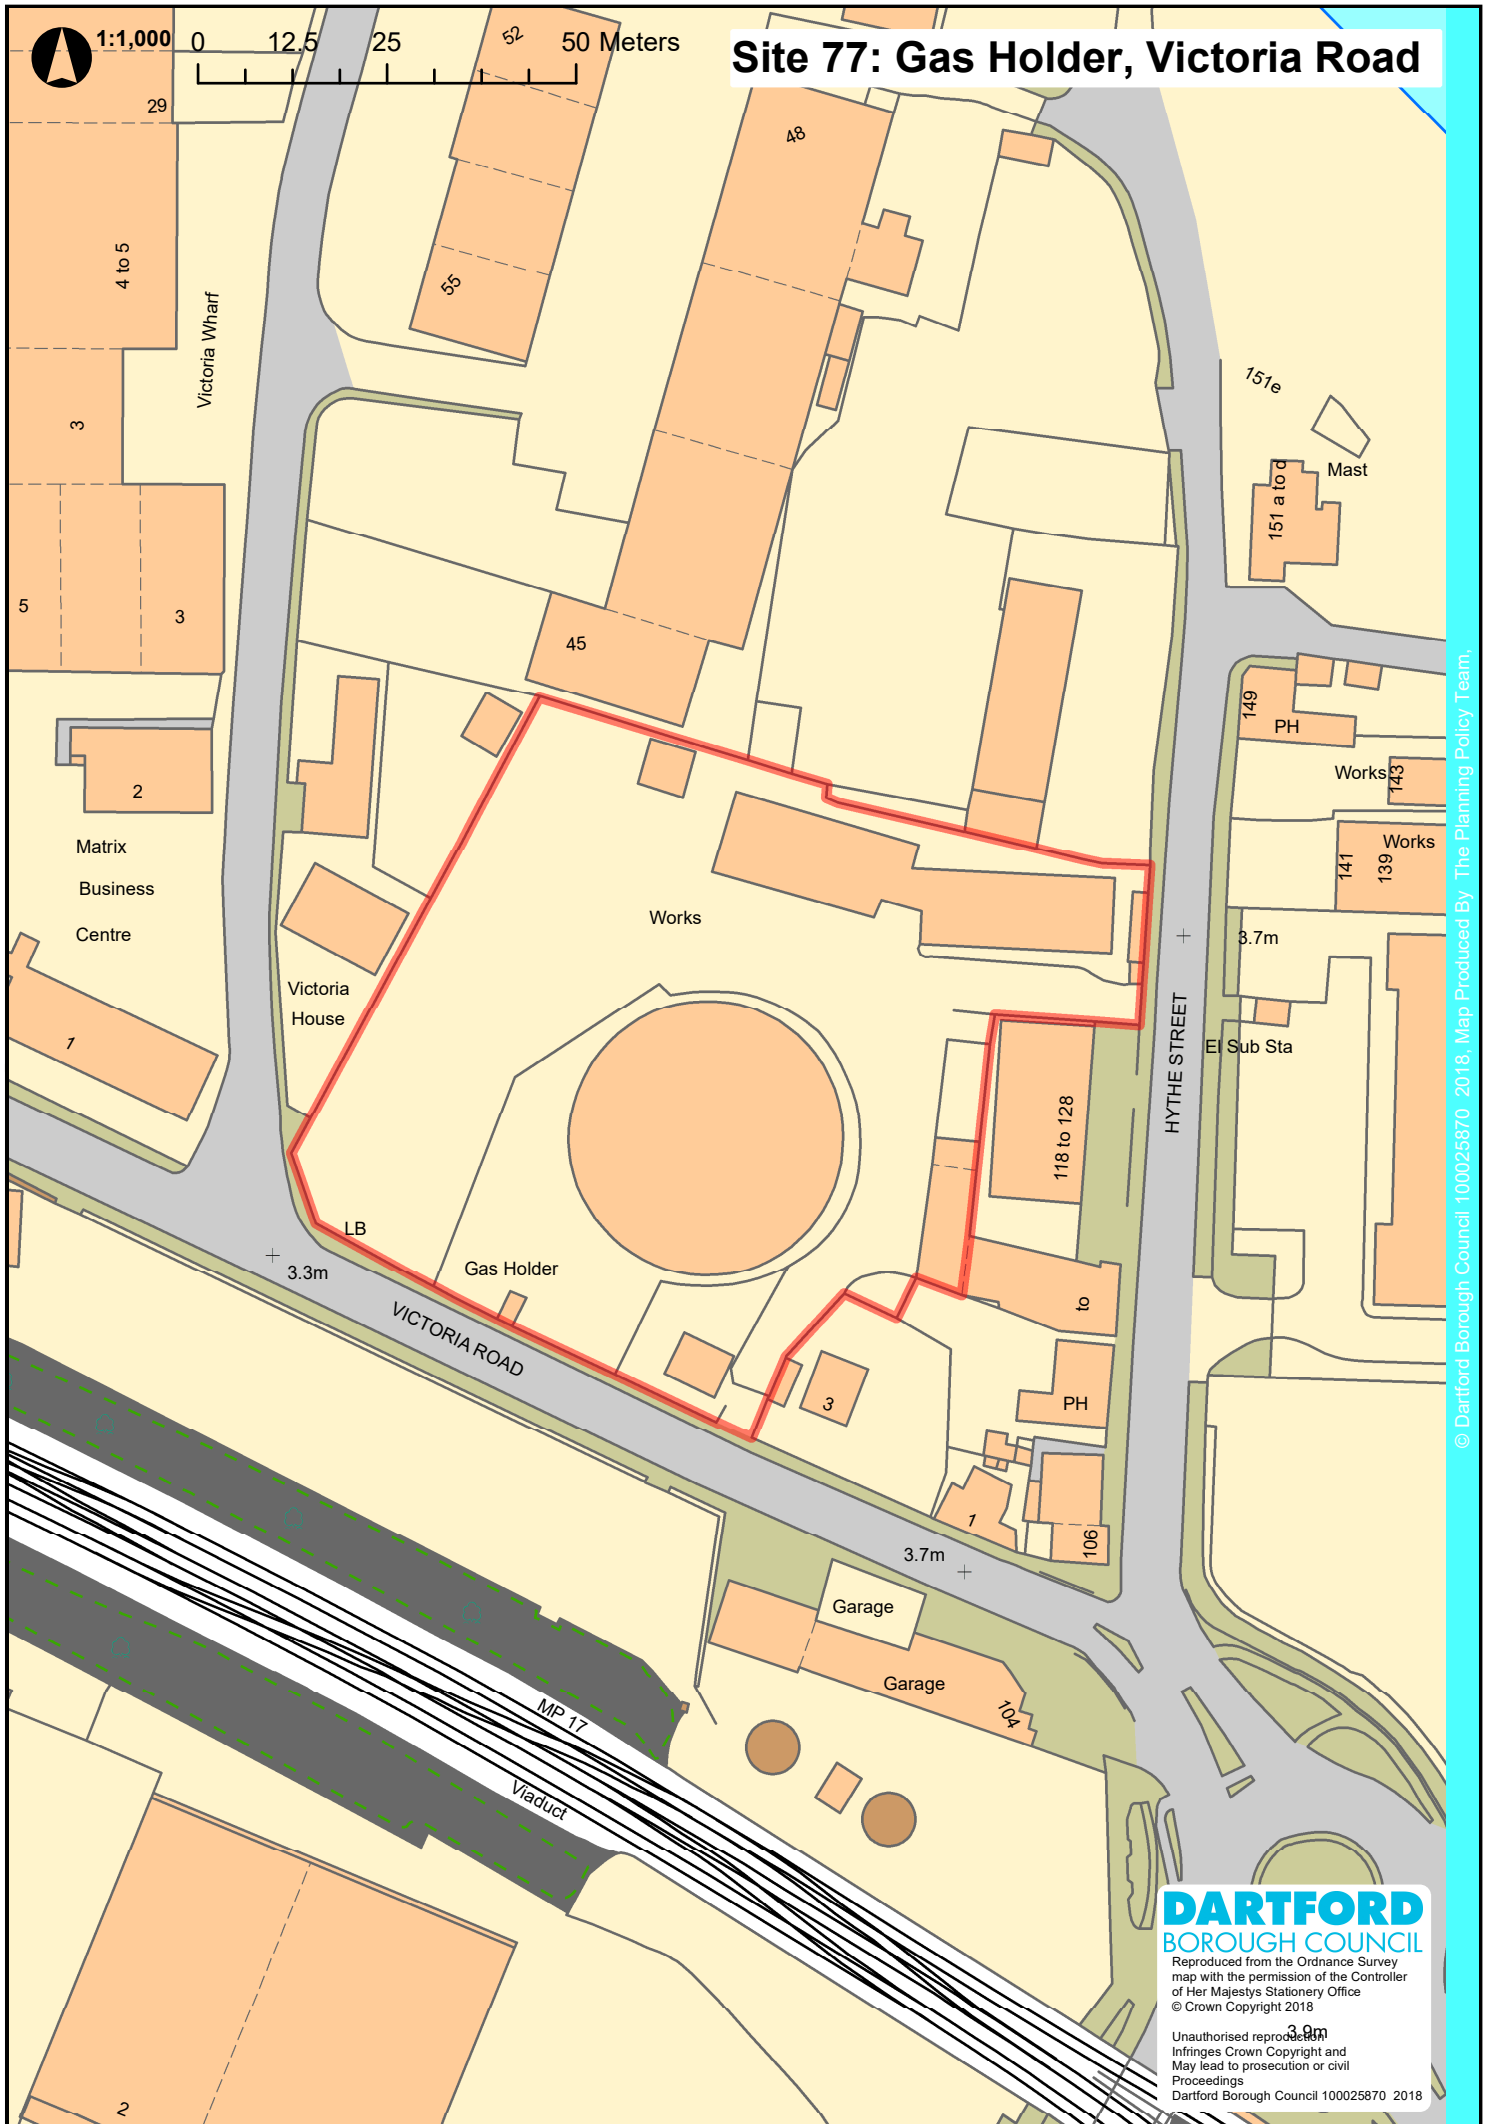 1:1,000 0 12.5 25 50 Meters
Site 77: Gas Holder, Victoria Road
52
29
48
4 to 5
55
Victoria Wharf
3
151e
Mast
151 a to d
5
3
45
149
PH
Works
143
2
Matrix
Business
Centre
Works
141
139
Works
3.7m
Victoria
House
1
HYTHE STREET
El Sub Sta
118 to 128
LB
3.3m
Gas Holder
VICTORIA ROAD
to
3
PH
1
106
3.7m
Garage
Garage
104
MP 17
Viaduct
2
© Dartford Borough Council 100025870 2018, Map Produced By The Planning Policy Team,
DARTFORD
BOROUGH COUNCIL
Reproduced from the Ordnance Survey
map with the permission of the Controller
of Her Majestys Stationery Office
© Crown Copyright 2018
3.9m
Unauthorised reproduction
Infringes Crown Copyright and
May lead to prosecution or civil
Proceedings
Dartford Borough Council 100025870 2018